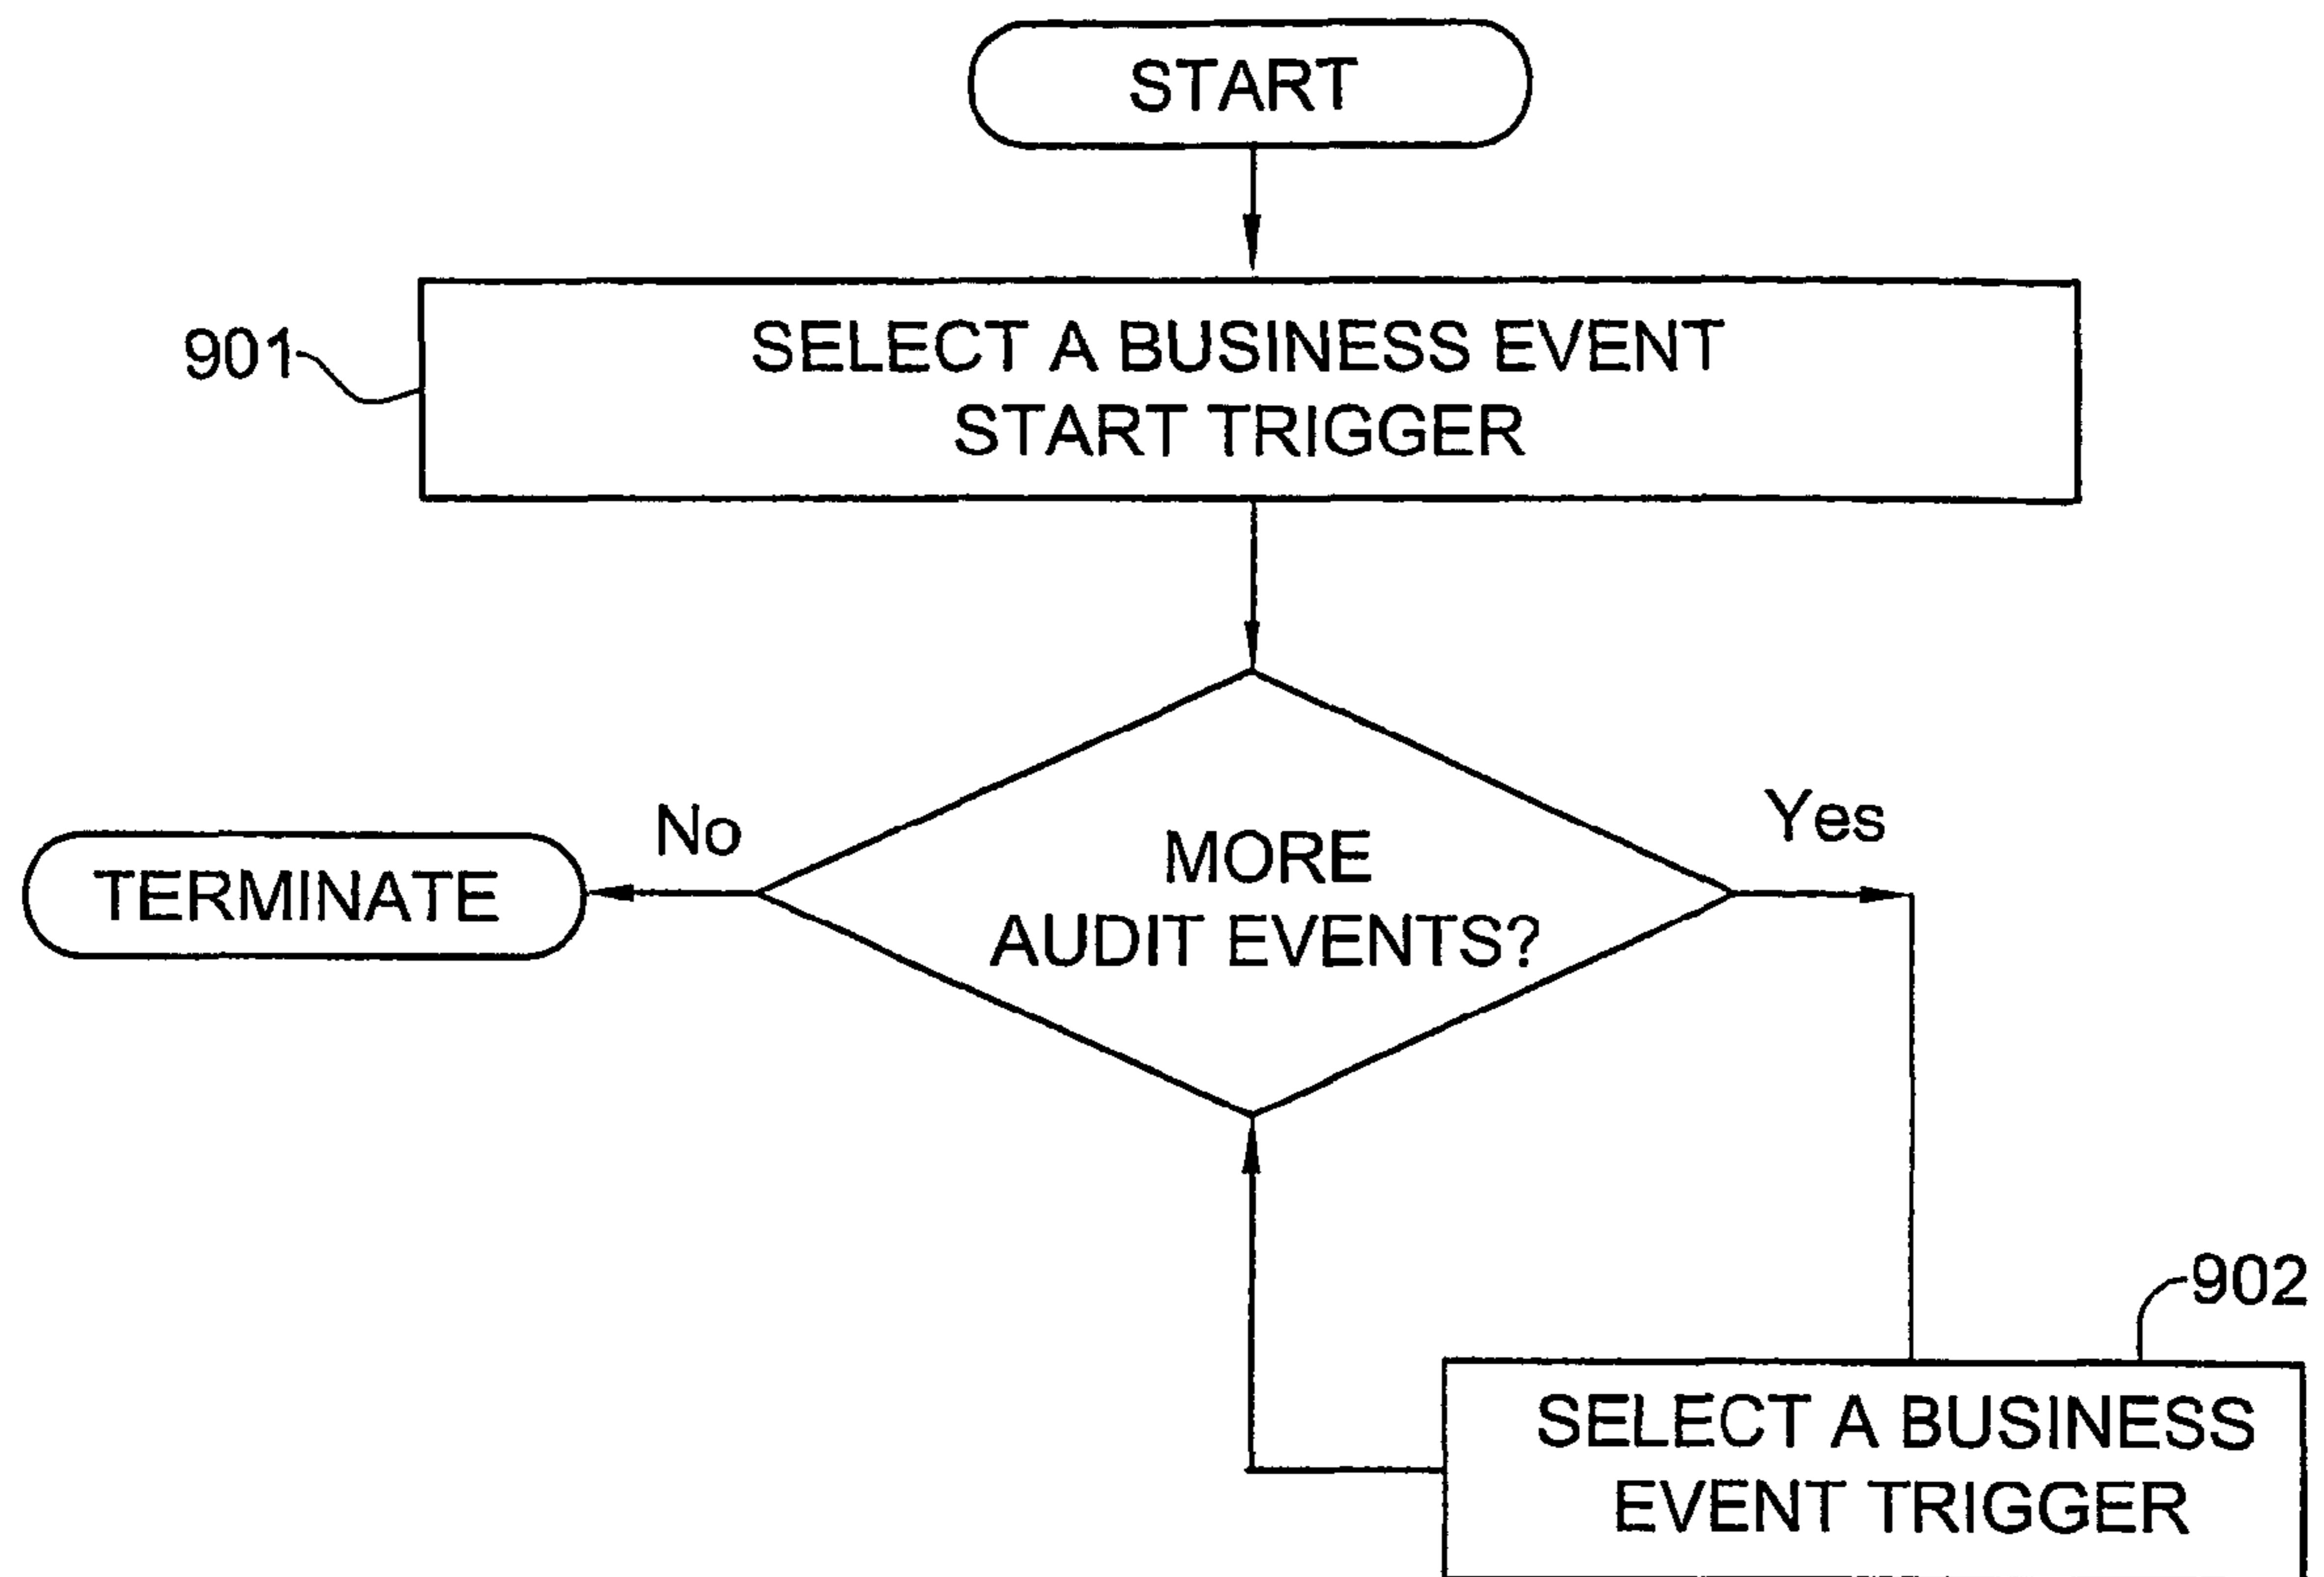 START
901
SELECT A BUSINESS EVENT
START TRIGGER
No
Yes
TERMINATE
MORE
AUDIT EVENTS?
902
SELECT A BUSINESS
EVENT TRIGGER